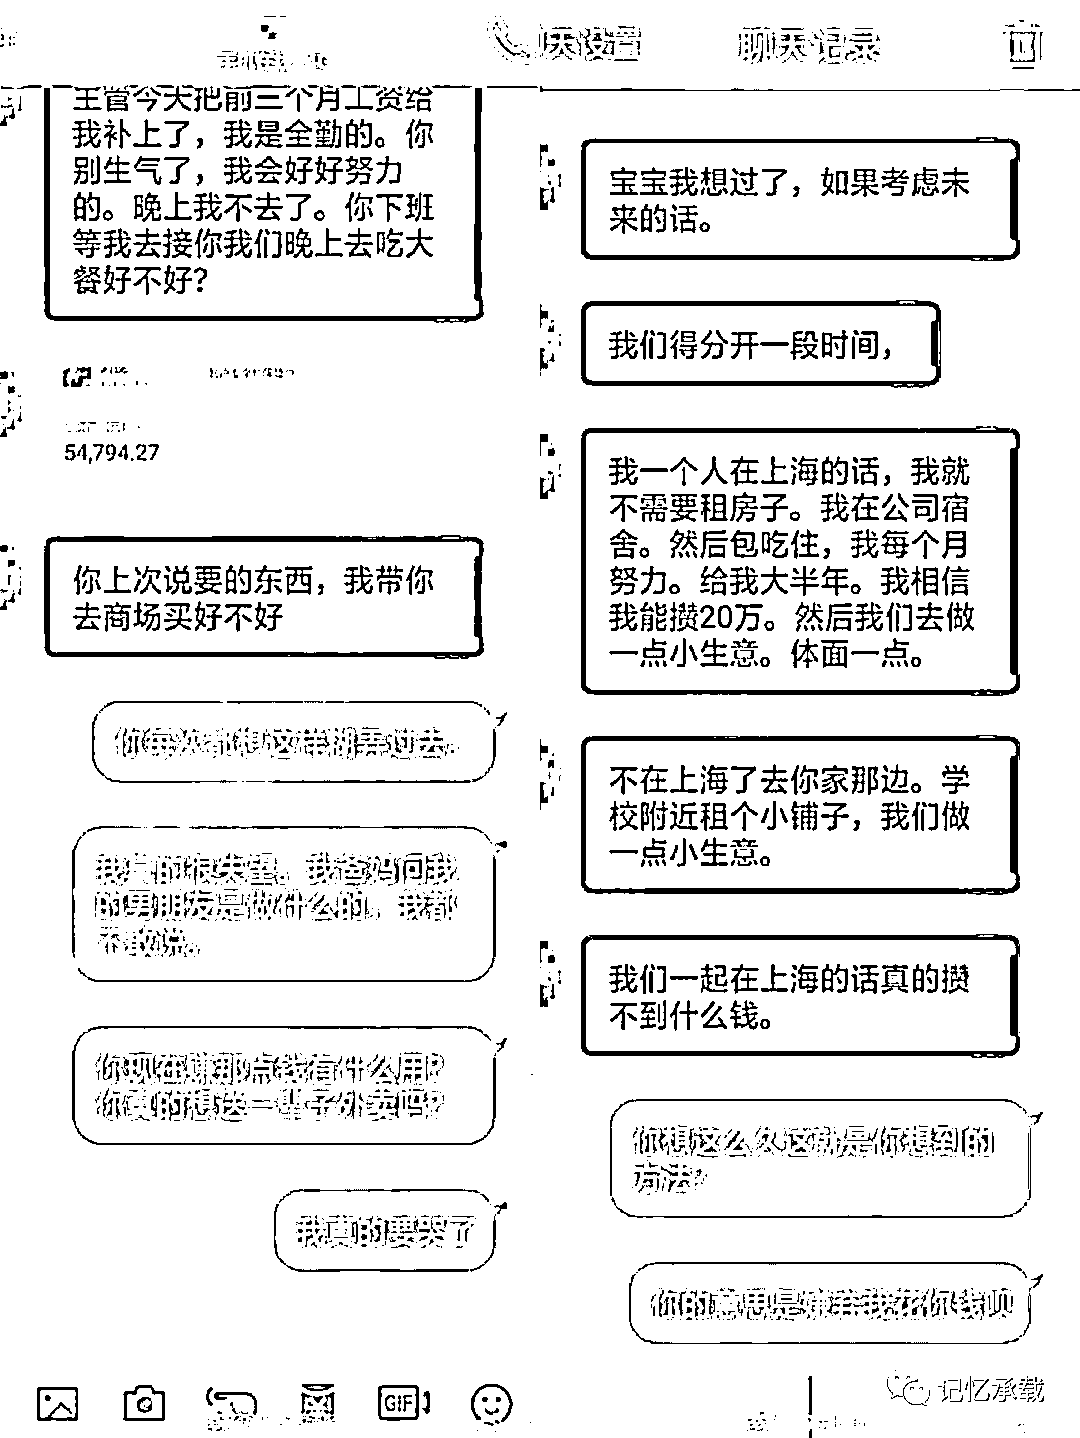 主管今天把前三个月工资给
我补上了，我是全勤的。你
别生气了，我会好好努力
的。晚上我不去了。你下班
等我去接你我们晚上去吃大
餐好不好？
54,794.27
你上次说要的东西，我带你
去商场买好不好
你每次都想这样糊弄过去。
我真的很失望。我爸妈问我
的男朋友是做什么的，我都
不敢说。
你现在赚那点钱有什么用？
你真的想送一辈子外卖吗？
我真的要哭了
GIF
天设置
聊天记录
宝宝我想过了，如果考虑未
来的话。
我们得分开一段时间，
我一个人在上海的话，我就
不需要租房子。我在公司宿
舍。然后包吃住，我每个月
努力。给我大半年。我相信
我能攒20万。然后我们去做
一点小生意。体面一点。
不在上海了去你家那边。学
校附近租个小铺子，我们做
一点小生意。
我们一起在上海的话真的攒
不到什么钱。
你想这么久这就是你想到的
方法？
你的意思是嫌弃我花你钱呗
记忆承载